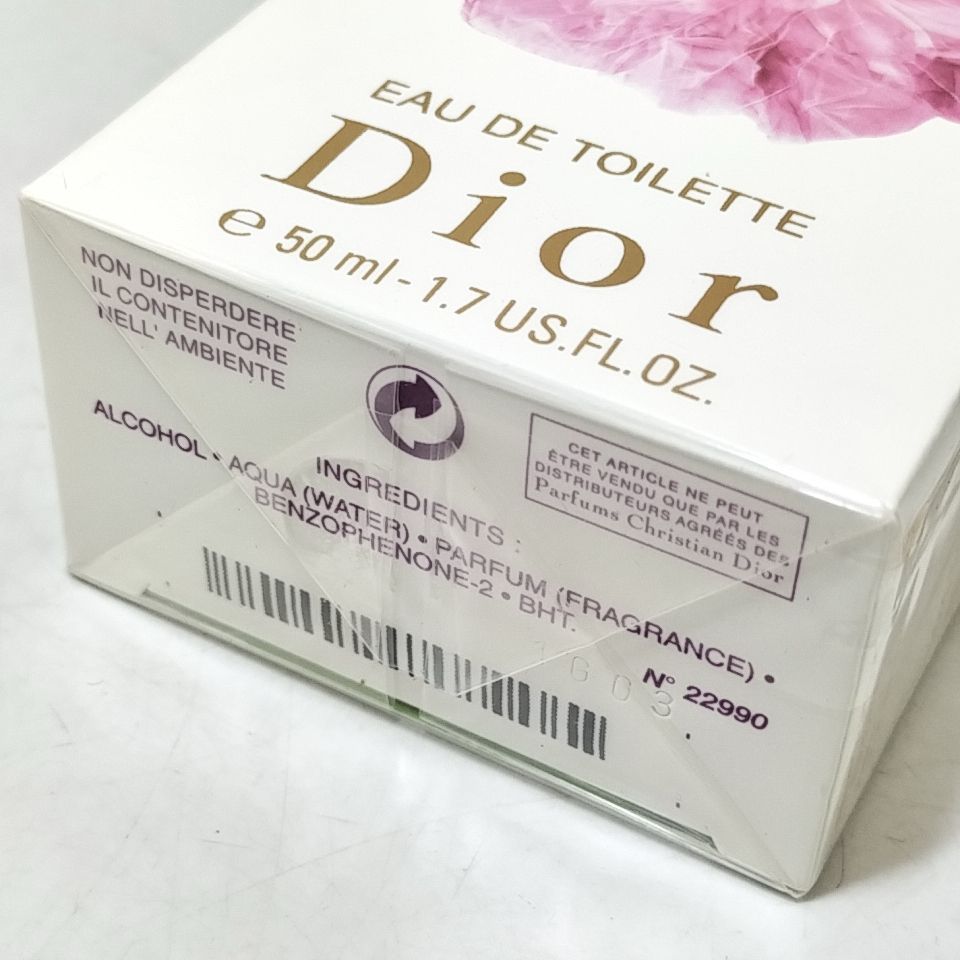 EAU DE TOILETTE
Dior
℮ 50 ml - 1.7 US.FL.OZ.
NON DISPERDERE
IL CONTENITORE
NELL' AMBIENTE
CET ARTICLE NE PEUT
ÊTRE VENDU QUE PAR LES
DISTRIBUTEURS AGRÉÉS DES
Parfums Christian Dior
INGREDIENTS :
ALCOHOL • AQUA (WATER) • PARFUM (FRAGRANCE) •
BENZOPHENONE-2 • BHT.
N° 22990